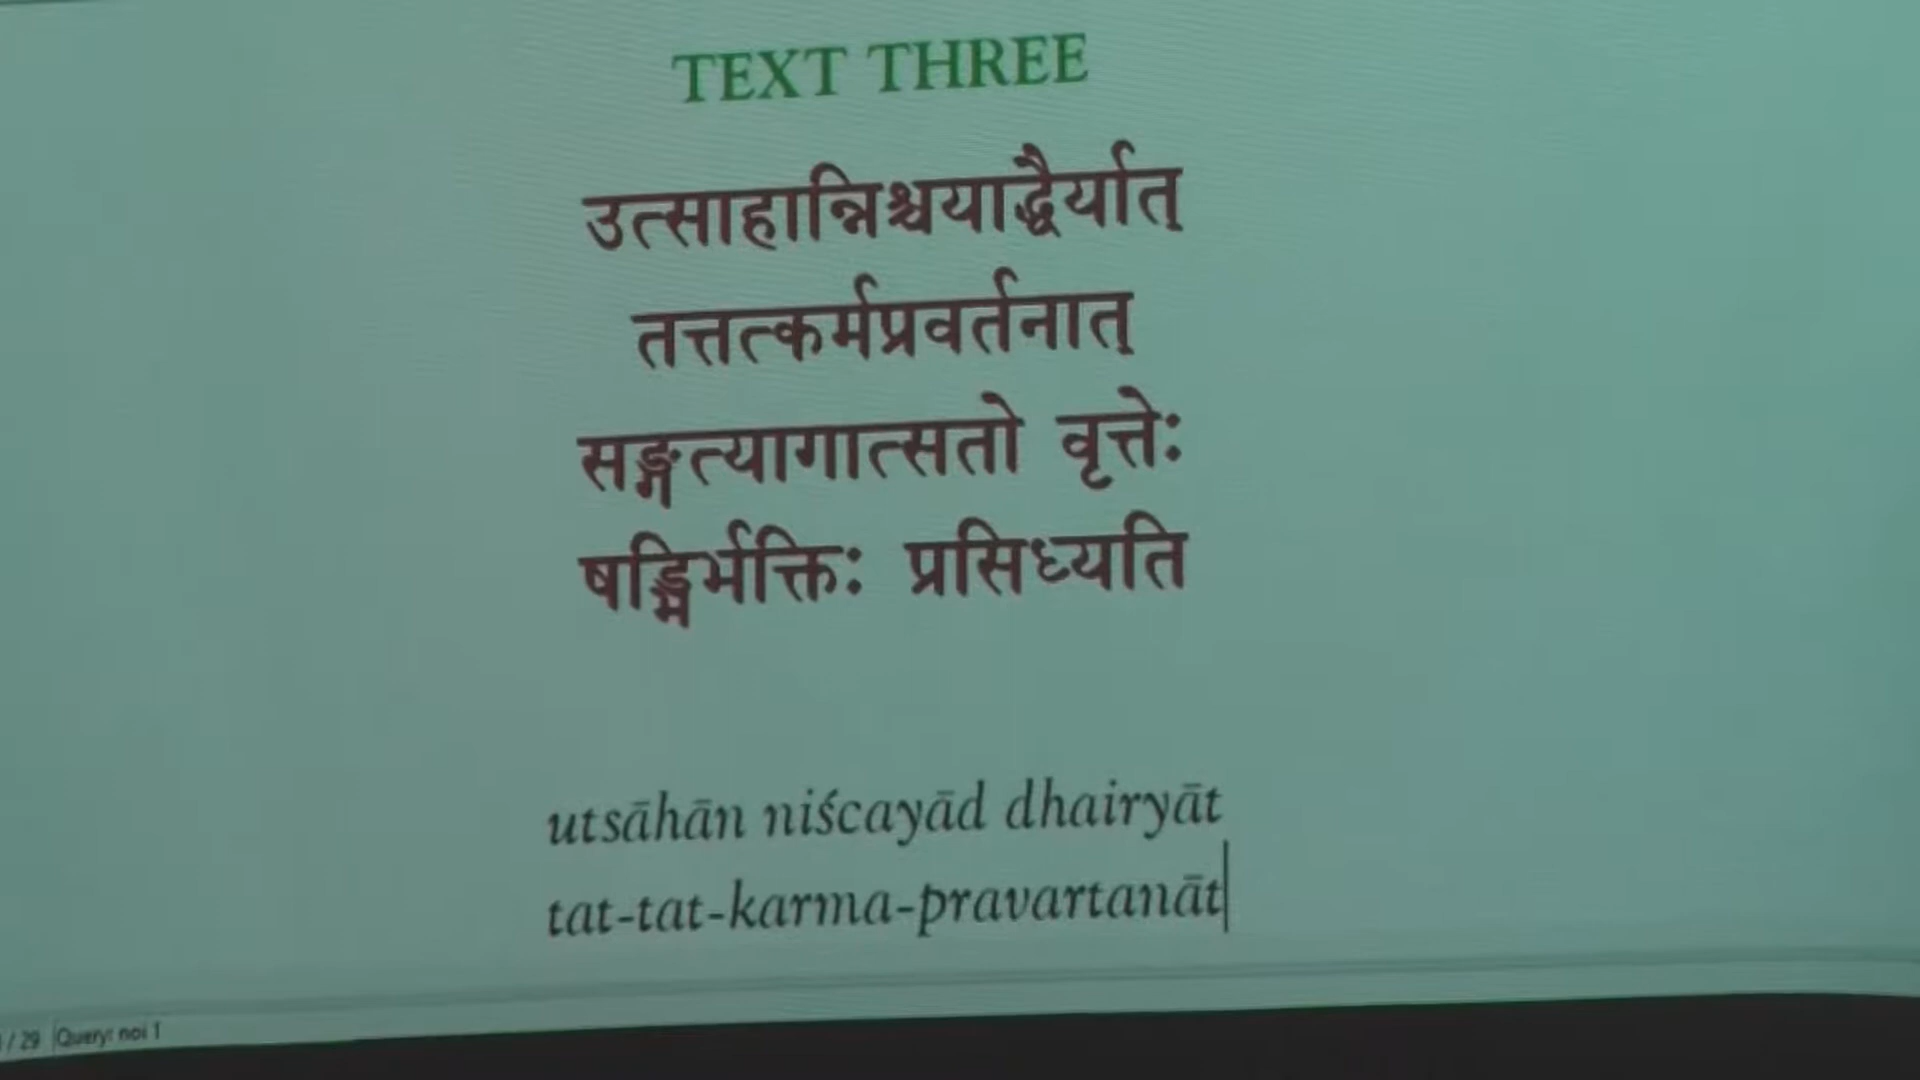 TEXT THREE
उत्साहान्निश्चयाद्धैर्यात्
तत्तत्कर्मप्रवर्तनात्
सङ्गत्यागात्सतो वृत्तेः
षड्भिर्भक्तिः प्रसिध्यति
utsāhān niścayād dhairyāt
tat-tat-karma-pravartanāt
/ 29 Query: noi 1